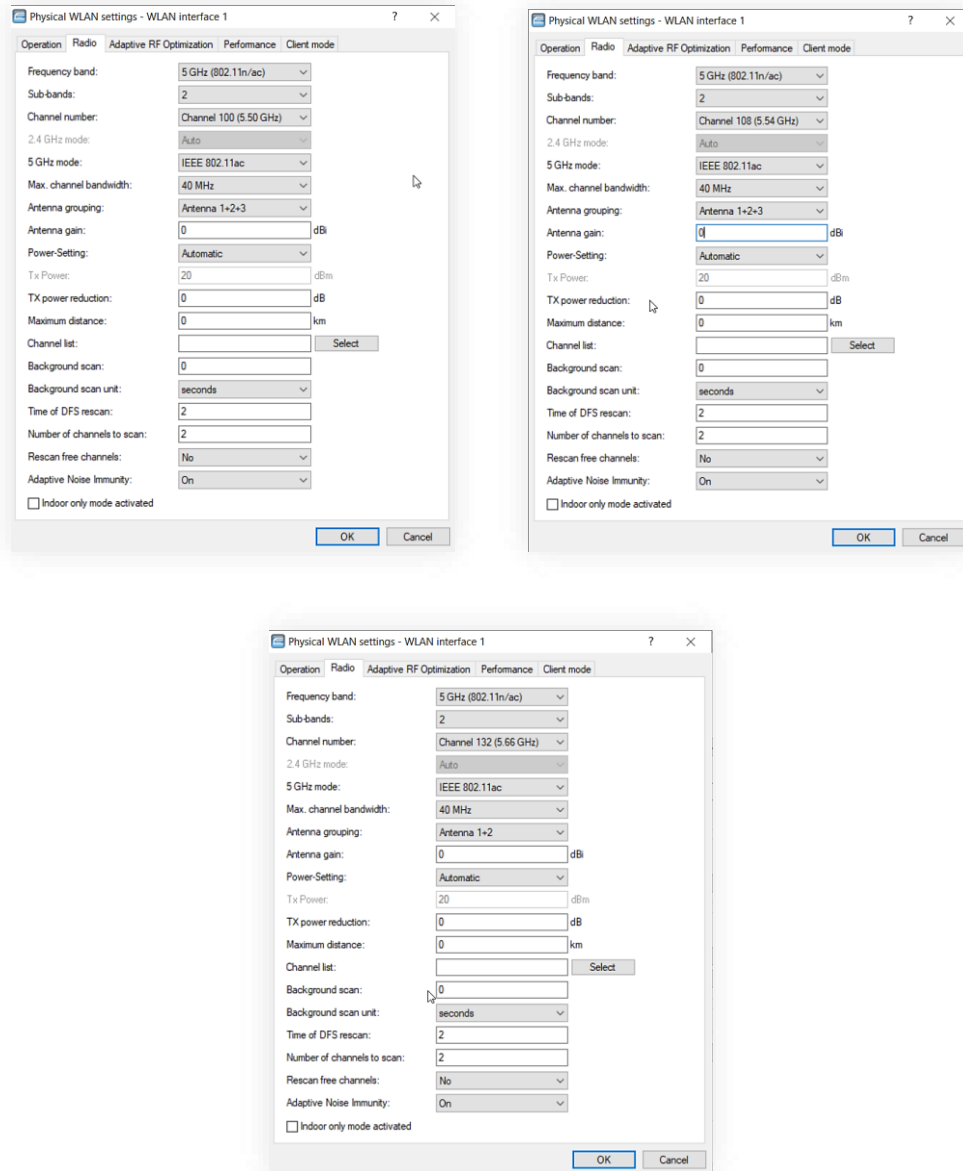 Physical WLAN settings - WLAN interface 1 ? ×
Operation Radio Adaptive RF Optimization Performance Client mode
Frequency band: 5 GHz (802.11n/ac)
Sub-bands: 2
Channel number: Channel 100 (5.50 GHz)
2.4 GHz mode: Auto
5 GHz mode: IEEE 802.11ac
Max. channel bandwidth: 40 MHz
Antenna grouping: Antenna 1+2+3
Antenna gain: 0 dBi
Power-Setting: Automatic
Tx Power: 20 dBm
TX power reduction: 0 dB
Maximum distance: 0 km
Channel list: Select
Background scan: 0
Background scan unit: seconds
Time of DFS rescan: 2
Number of channels to scan: 2
Rescan free channels: No
Adaptive Noise Immunity: On
Indoor only mode activated
OK Cancel
Physical WLAN settings - WLAN interface 1 ? ×
Operation Radio Adaptive RF Optimization Performance Client mode
Frequency band: 5 GHz (802.11n/ac)
Sub-bands: 2
Channel number: Channel 108 (5.54 GHz)
2.4 GHz mode: Auto
5 GHz mode: IEEE 802.11ac
Max. channel bandwidth: 40 MHz
Antenna grouping: Antenna 1+2+3
Antenna gain: 0 dBi
Power-Setting: Automatic
Tx Power: 20 dBm
TX power reduction: 0 dB
Maximum distance: 0 km
Channel list: Select
Background scan: 0
Background scan unit: seconds
Time of DFS rescan: 2
Number of channels to scan: 2
Rescan free channels: No
Adaptive Noise Immunity: On
Indoor only mode activated
OK Cancel
Physical WLAN settings - WLAN interface 1 ? ×
Operation Radio Adaptive RF Optimization Performance Client mode
Frequency band: 5 GHz (802.11n/ac)
Sub-bands: 2
Channel number: Channel 132 (5.66 GHz)
2.4 GHz mode: Auto
5 GHz mode: IEEE 802.11ac
Max. channel bandwidth: 40 MHz
Antenna grouping: Antenna 1+2
Antenna gain: 0 dBi
Power-Setting: Automatic
Tx Power: 20 dBm
TX power reduction: 0 dB
Maximum distance: 0 km
Channel list: Select
Background scan: 0
Background scan unit: seconds
Time of DFS rescan: 2
Number of channels to scan: 2
Rescan free channels: No
Adaptive Noise Immunity: On
Indoor only mode activated
OK Cancel